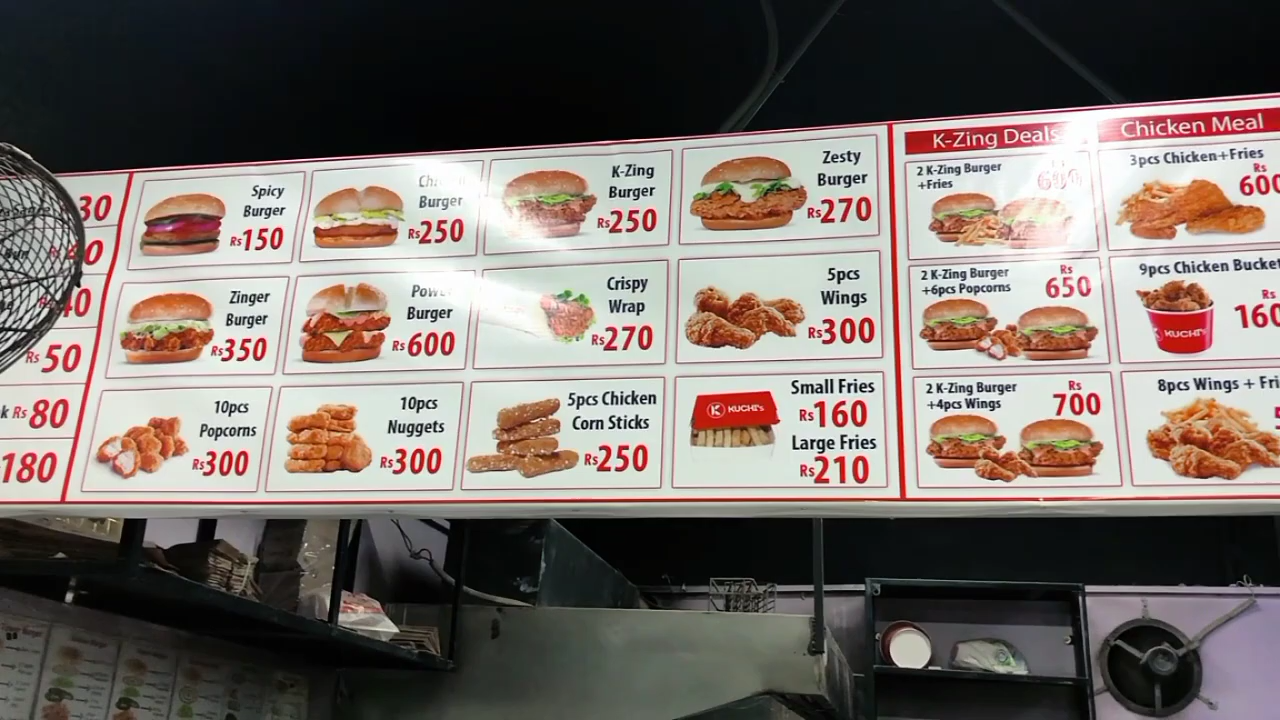 30
Rs 50
Rs 80
180
Spicy
Burger
Rs150
Burger
Rs250
K-Zing
Burger
Rs250
Zesty
Burger
Rs270
Zinger
Burger
Rs350
Burger
Rs600
Crispy
Wrap
Rs270
5pcs
Wings
Rs300
10pcs
Popcorns
Rs300
10pcs
Nuggets
Rs300
5pcs Chicken
Corn Sticks
Rs250
KUCHI's
Small Fries
Rs160
Large Fries
Rs210
K-Zing Deals
2 K-Zing Burger
+Fries
2 K-Zing Burger
+6pcs Popcorns
Rs
650
2 K-Zing Burger
+4pcs Wings
Rs
700
Chicken Meal
3pcs Chicken+Fries
Rs
600
9pcs Chicken Bucket
Rs
KUCHI's
8pcs Wings +